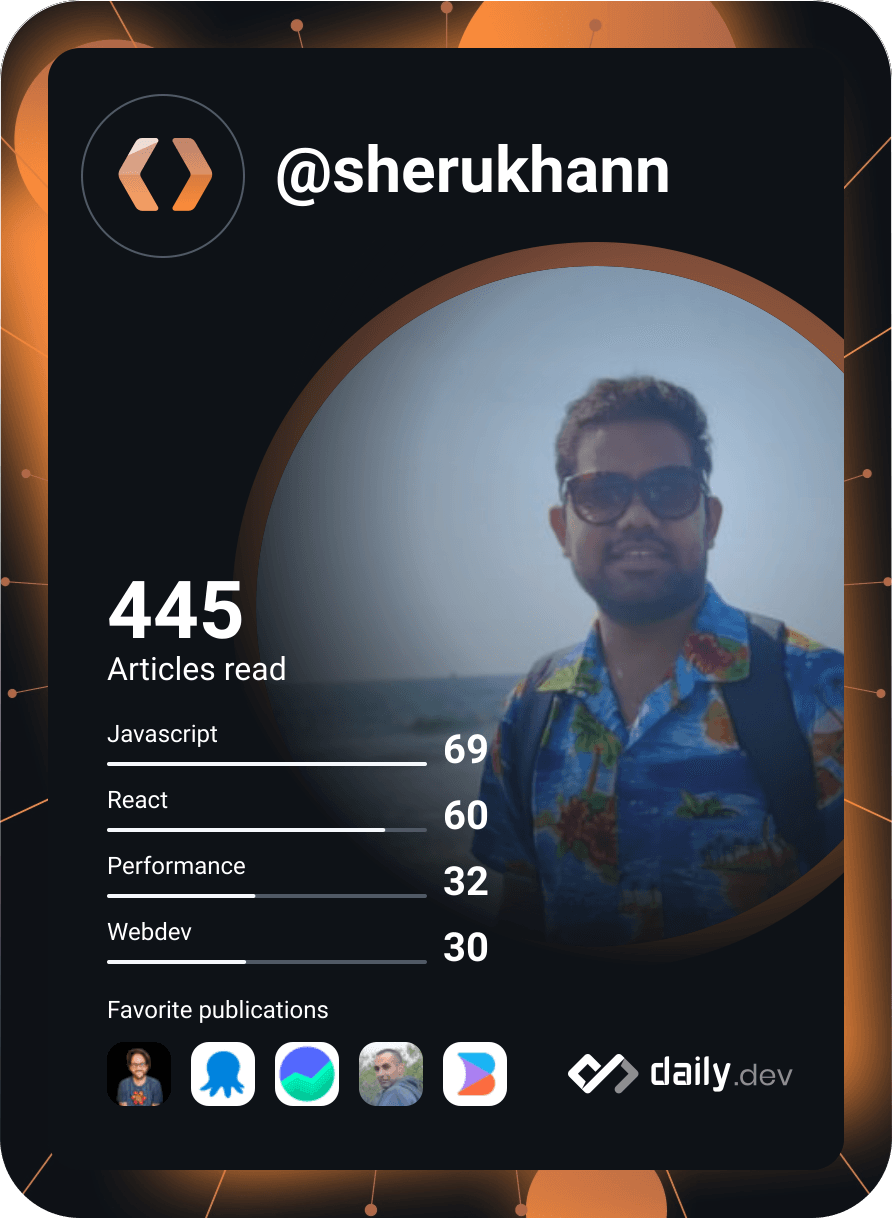 @sherukhann
445
Articles read
Javascript
69
React
60
Performance
32
Webdev
30
Favorite publications
daily.dev